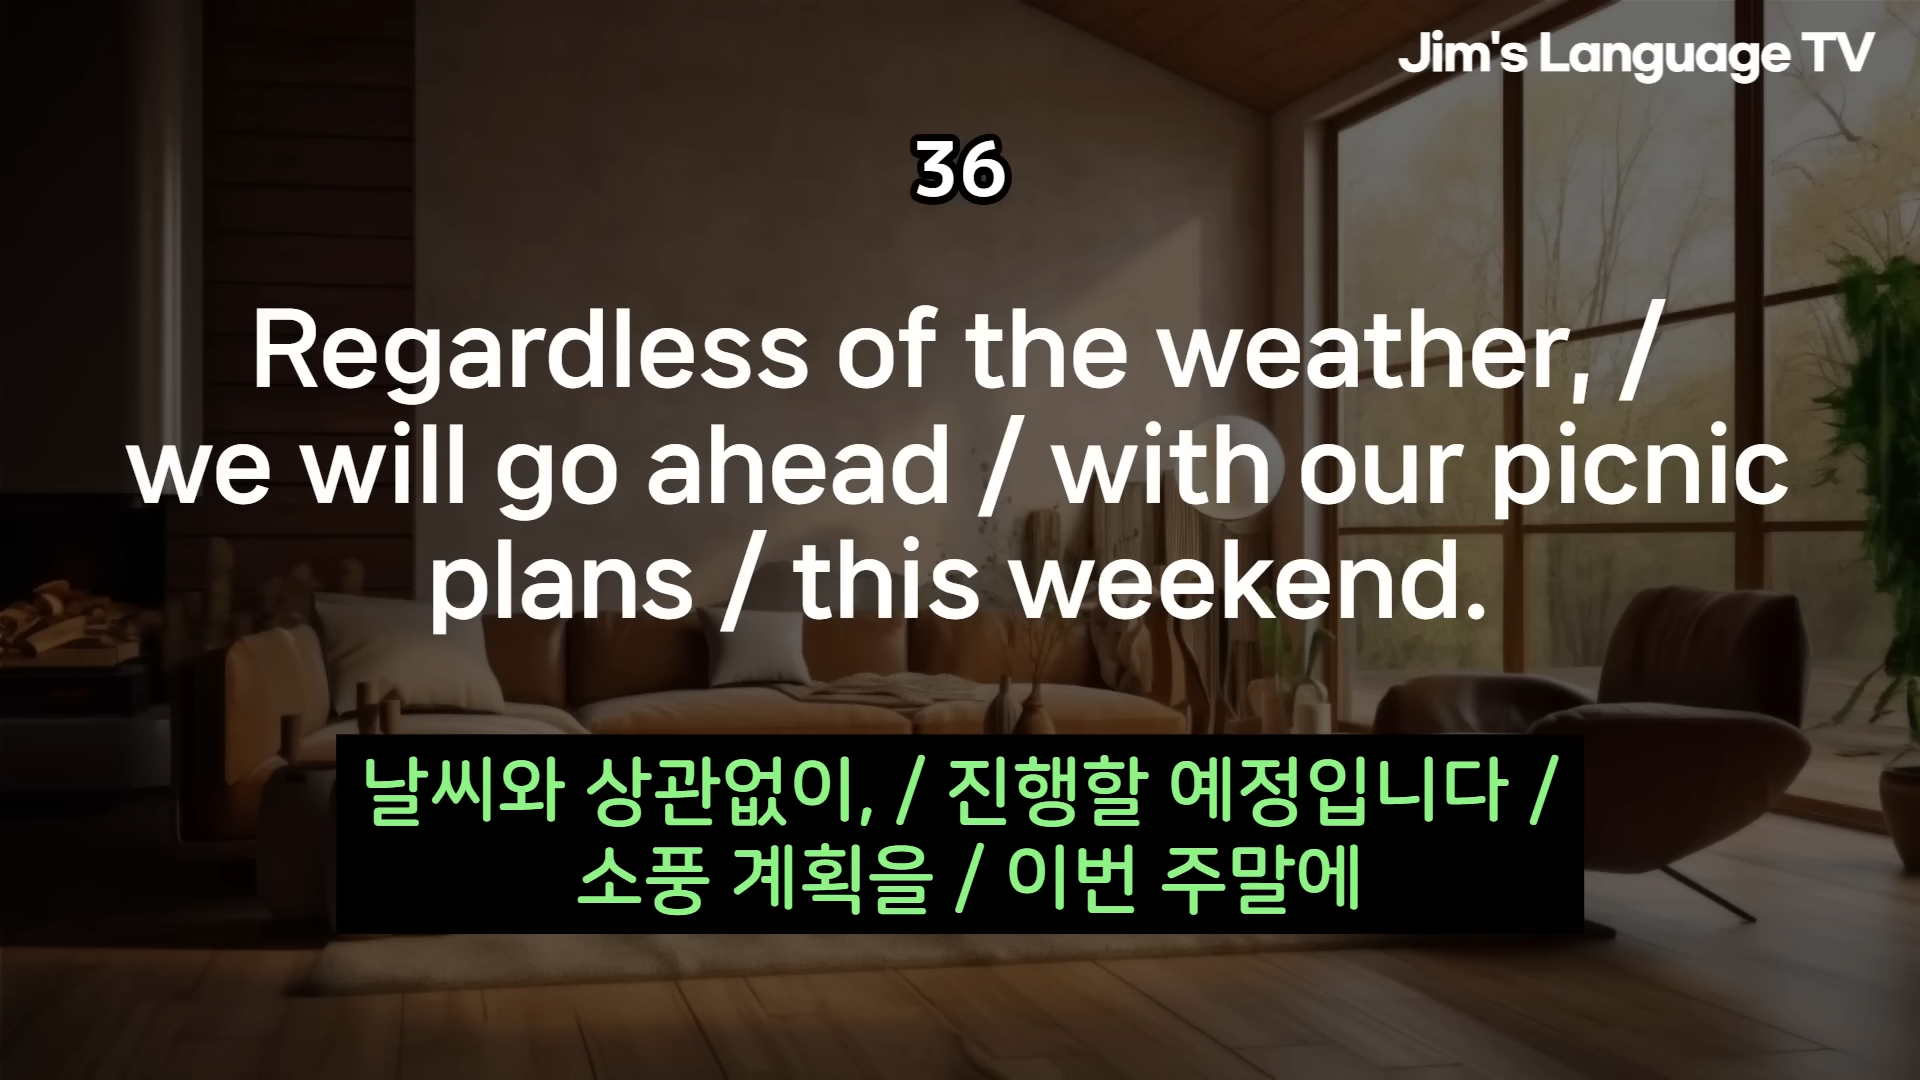 Jim's Language TV
36
Regardless of the weather, /
we will go ahead / with our picnic
plans / this weekend.
날씨와 상관없이, / 진행할 예정입니다 /
소풍 계획을 / 이번 주말에